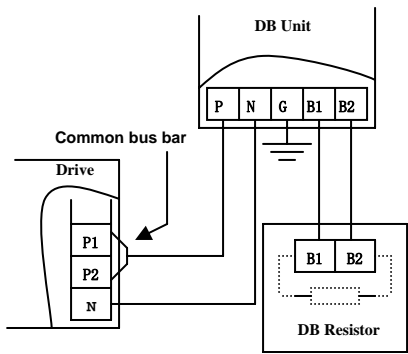 DB Unit
P N G B1 B2
Common bus bar
Drive
P1
P2
N
B1 B2
DB Resistor